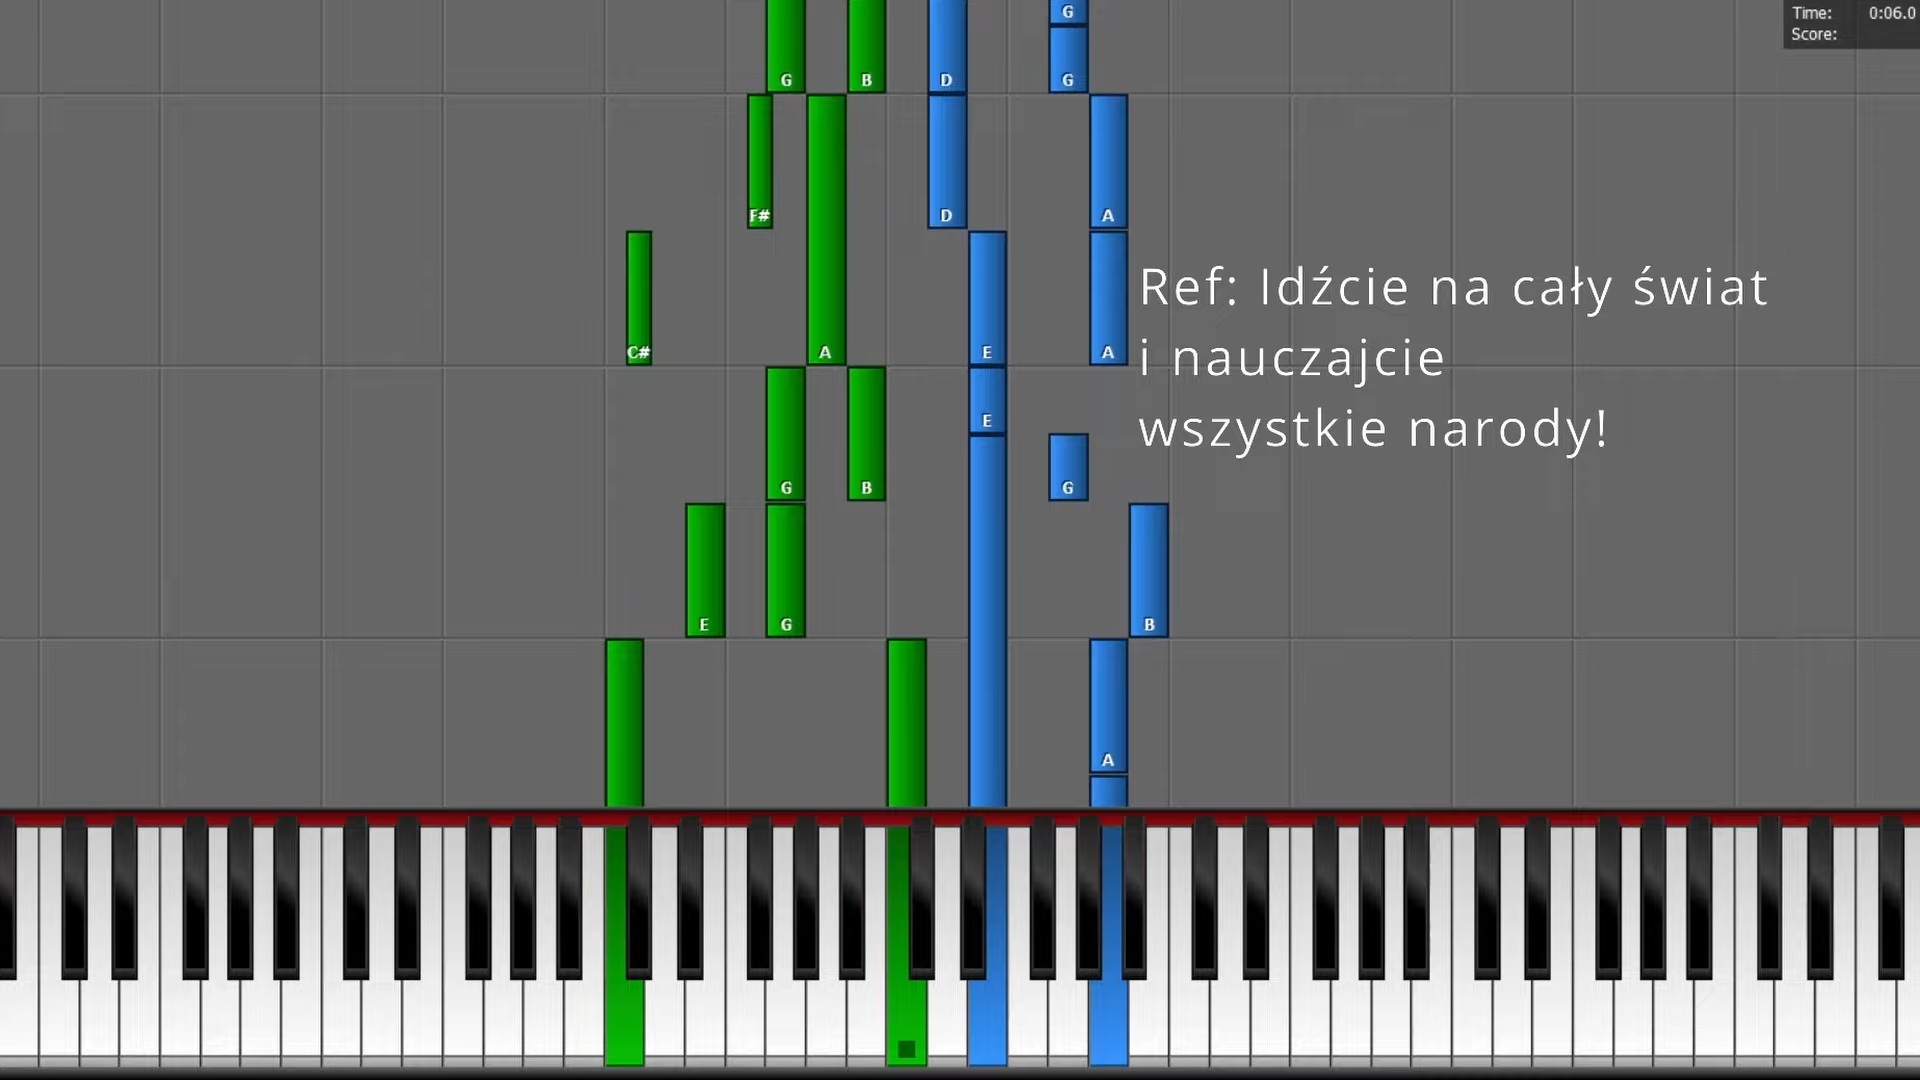 Time: 0:06.0
Score:
G B D G
G
F# D A
C# A E A
E
G B G
E G B
A
Ref: Idźcie na cały świat
i nauczajcie
wszystkie narody!